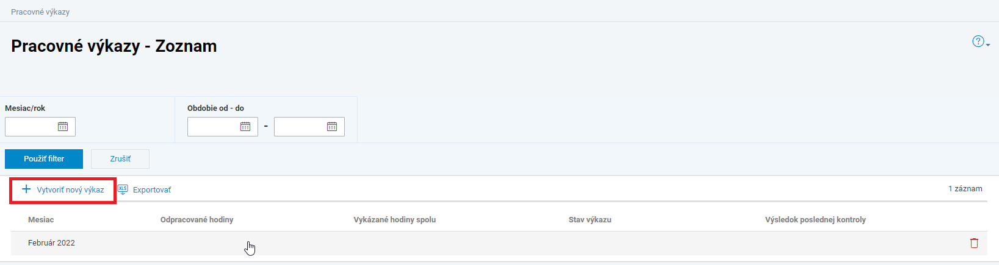 Pracovné výkazy
Pracovné výkazy - Zoznam
?
Mesiac/rok
Obdobie od - do
-
Použiť filter
Zrušiť
+ Vytvoriť nový výkaz
XLS Exportovať
1 záznam
Mesiac Odpracované hodiny Vykázané hodiny spolu Stav výkazu Výsledok poslednej kontroly
Február 2022